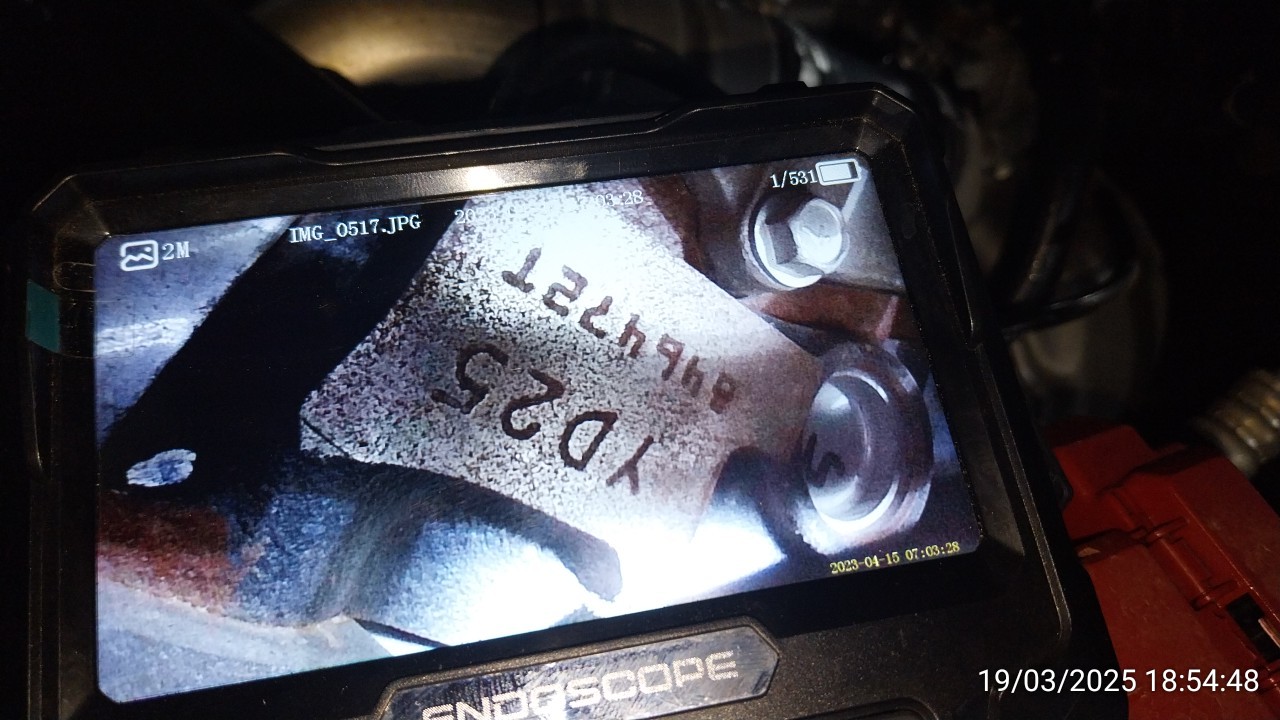 2M
IMG_0517.JPG
1/531
YD25
2023-04-15 07:03:28
ENDOSCOPE
19/03/2025 18:54:48